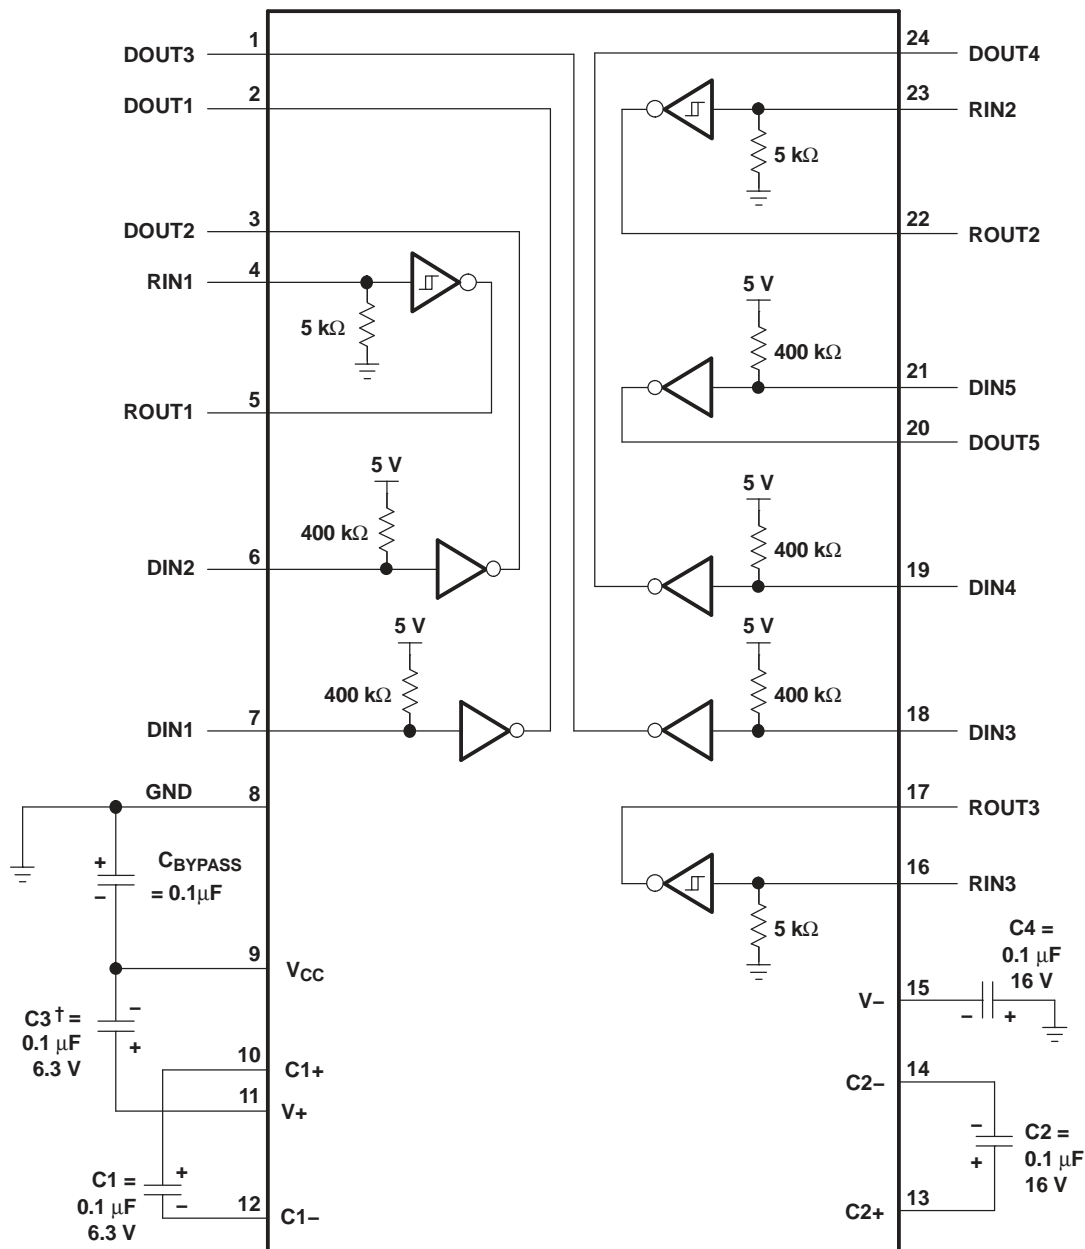 1
DOUT3
2
DOUT1
3
DOUT2
4
RIN1
5 kΩ
5
ROUT1
5 V
400 kΩ
6
DIN2
5 V
400 kΩ
7
DIN1
GND
8
+
CBYPASS
= 0.1µF
−
9
VCC
−
C3† =
0.1 µF
6.3 V
+
10
C1+
11
V+
C1 =
0.1 µF
6.3 V
+
−
12
C1−
24
DOUT4
23
RIN2
5 kΩ
22
ROUT2
5 V
400 kΩ
21
DIN5
20
DOUT5
5 V
400 kΩ
19
DIN4
5 V
400 kΩ
18
DIN3
17
ROUT3
16
RIN3
5 kΩ
C4 =
0.1 µF
16 V
15
V−
−
+
14
C2−
−
+
C2 =
0.1 µF
16 V
13
C2+